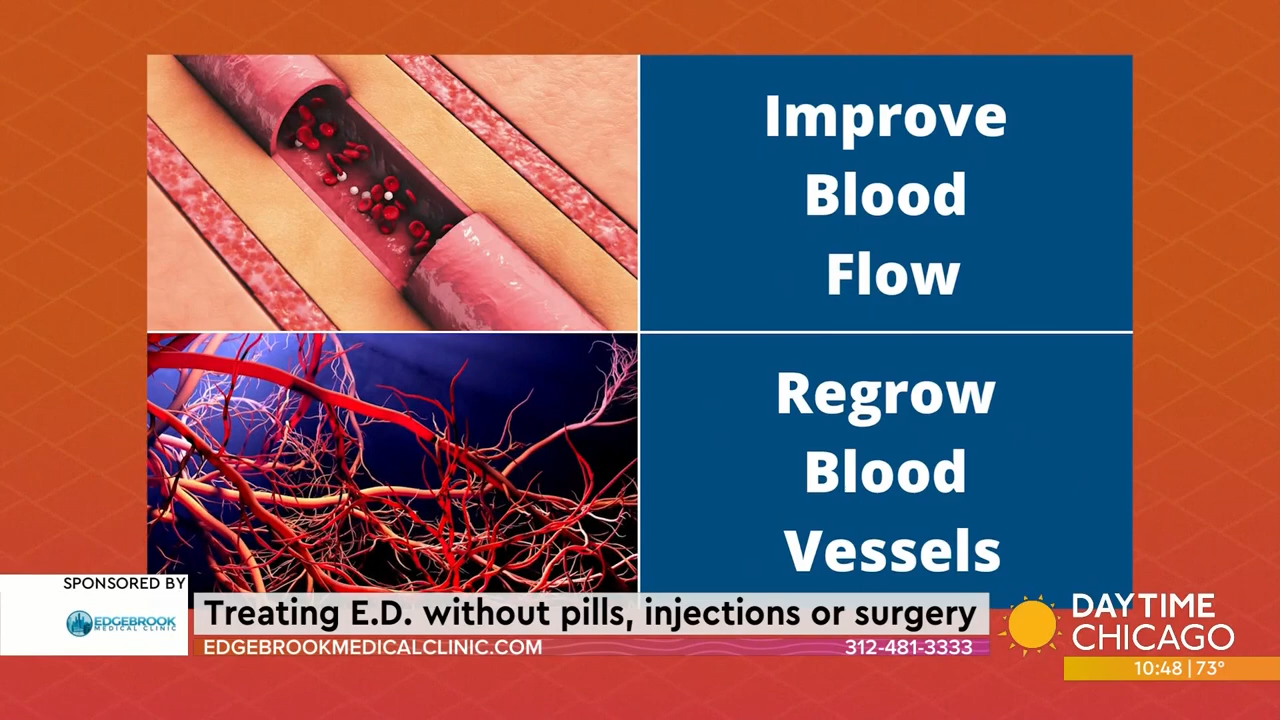 Improve
Blood
Flow
Regrow
Blood
Vessels
SPONSORED BY
EDGEBROOK
MEDICAL CLINIC
Treating E.D. without pills, injections or surgery
EDGEBROOKMEDICALCLINIC.COM 312-481-3333
DAYTIME
CHICAGO
10:48 | 73°